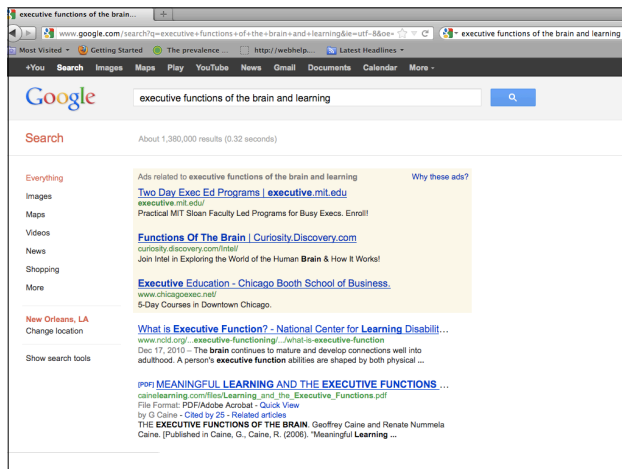 executive functions of the brain...
www.google.com/search?q=executive+functions+of+the+brain+and+learning&ie=utf-8&oe=
executive functions of the brain and learning
Most Visited
Getting Started
The prevalence ...
http://webhelp....
Latest Headlines
+You Search Images Maps Play YouTube News Gmail Documents Calendar More
Google
executive functions of the brain and learning
Search
About 1,380,000 results (0.32 seconds)
Everything
Images
Maps
Videos
News
Shopping
More
New Orleans, LA
Change location
Show search tools
Ads related to executive functions of the brain and learning
Why these ads?
Two Day Exec Ed Programs | executive.mit.edu
executive.mit.edu/
Practical MIT Sloan Faculty Led Programs for Busy Execs. Enroll!
Functions Of The Brain | Curiosity.Discovery.com
curiosity.discovery.com/Intel/
Join Intel in Exploring the World of the Human Brain & How It Works!
Executive Education - Chicago Booth School of Business.
www.chicagoexec.net/
5-Day Courses in Downtown Chicago.
What is Executive Function? - National Center for Learning Disabilit...
www.ncld.org/...executive-functioning/.../what-is-executive-function
Dec 17, 2010 – The brain continues to mature and develop connections well into
adulthood. A person's executive function abilities are shaped by both physical ...
[PDF] MEANINGFUL LEARNING AND THE EXECUTIVE FUNCTIONS ...
cainelearning.com/files/Learning_and_the_Executive_Functions.pdf
File Format: PDF/Adobe Acrobat - Quick View
by G Caine - Cited by 25 - Related articles
THE EXECUTIVE FUNCTIONS OF THE BRAIN. Geoffrey Caine and Renate Nummela
Caine. [Published in Caine, G., Caine, R. (2006). "Meaningful Learning ...